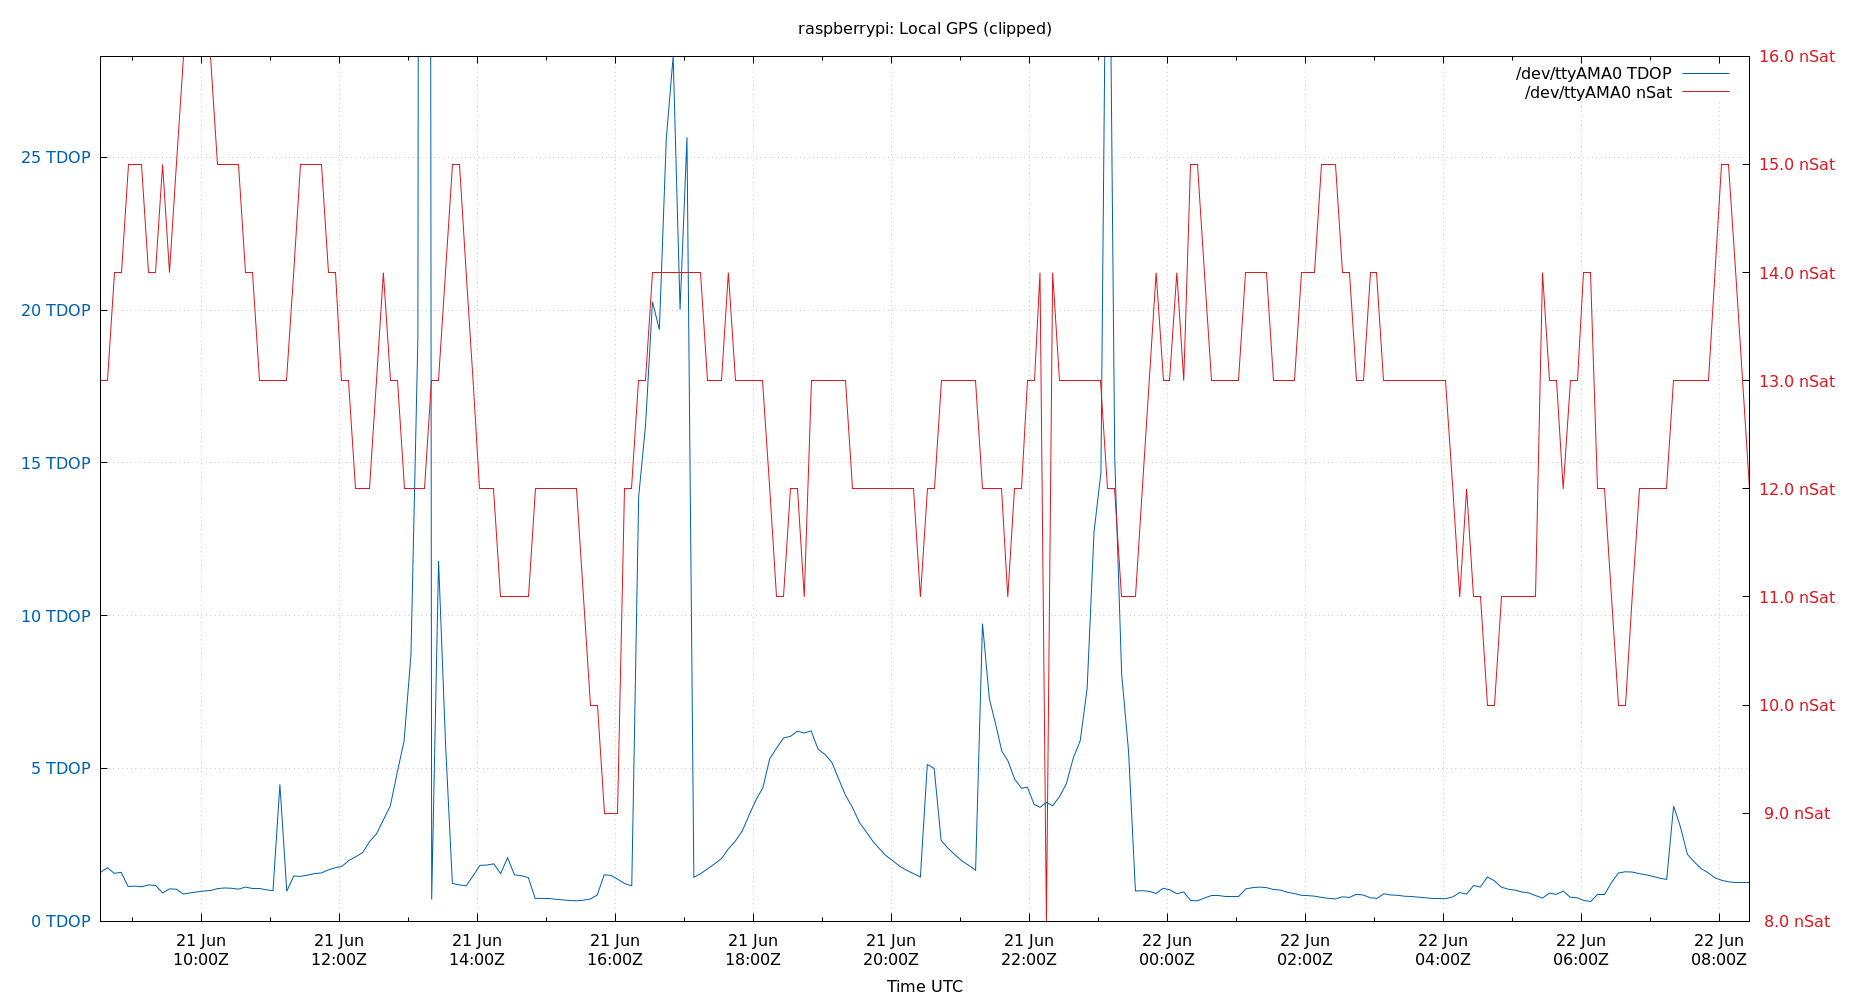 raspberrypi: Local GPS (clipped)
/dev/ttyAMA0 TDOP
/dev/ttyAMA0 nSat
25 TDOP
20 TDOP
15 TDOP
10 TDOP
5 TDOP
0 TDOP
16.0 nSat
15.0 nSat
14.0 nSat
13.0 nSat
12.0 nSat
11.0 nSat
10.0 nSat
9.0 nSat
8.0 nSat
21 Jun 21 Jun 21 Jun 21 Jun 21 Jun 21 Jun 21 Jun 22 Jun 22 Jun 22 Jun 22 Jun 22 Jun
10:00Z 12:00Z 14:00Z 16:00Z 18:00Z 20:00Z 22:00Z 00:00Z 02:00Z 04:00Z 06:00Z 08:00Z
Time UTC